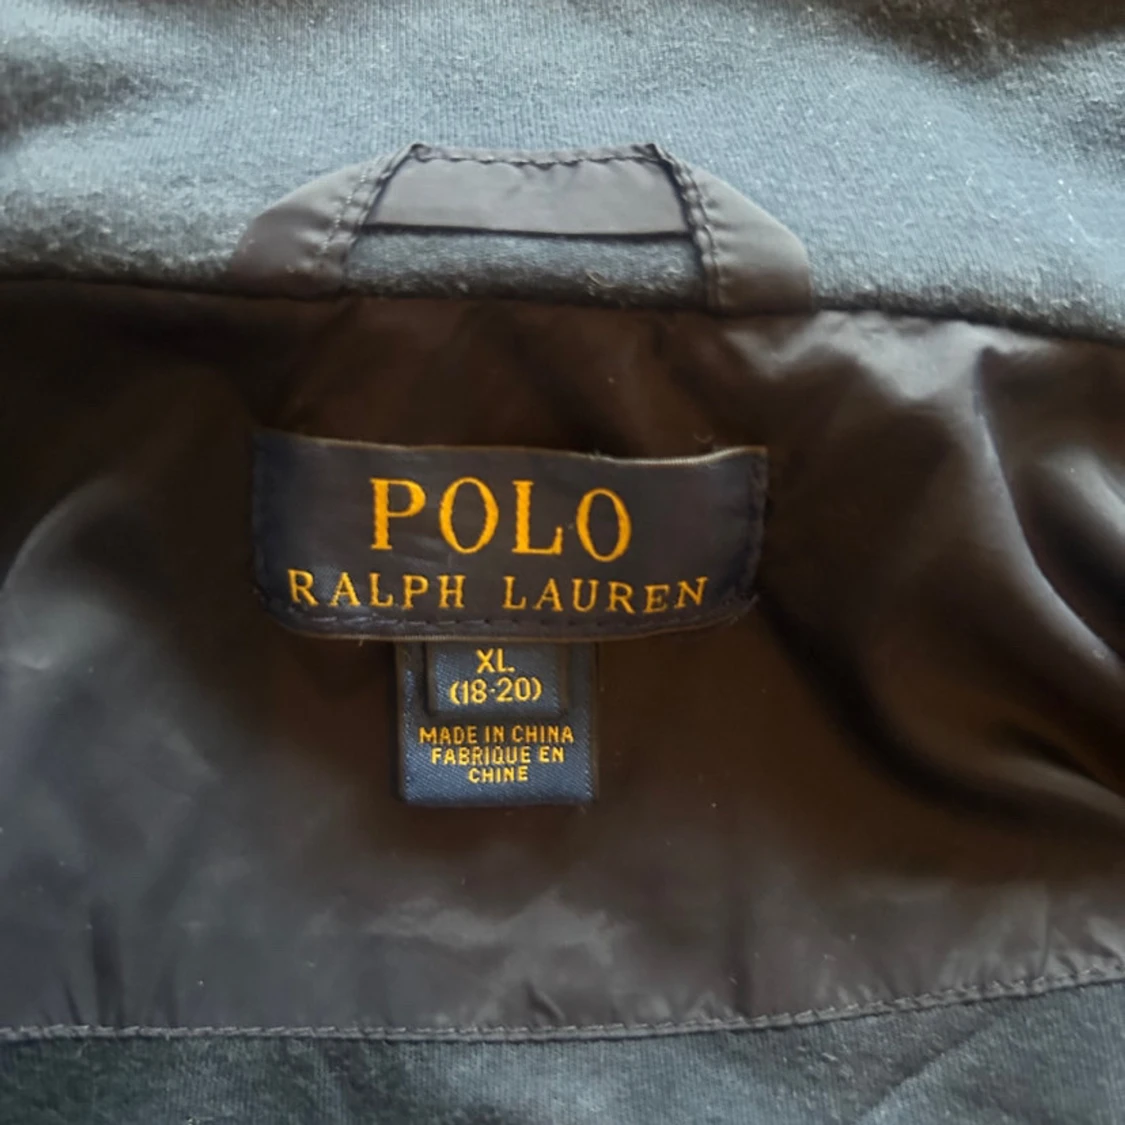 POLO
RALPH LAUREN
XL
(18-20)
MADE IN CHINA
FABRIQUE EN
CHINE